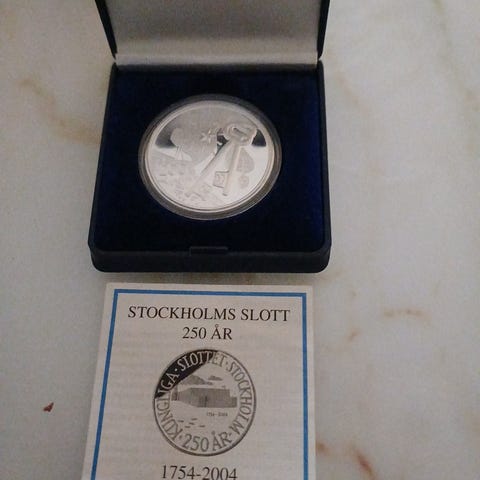 STOCKHOLMS SLOTT
250 ÅR
KUNGLIGA · SLOTTET · STOCKHOLM · 250 ÅR ·
1754-2004
1754-2004